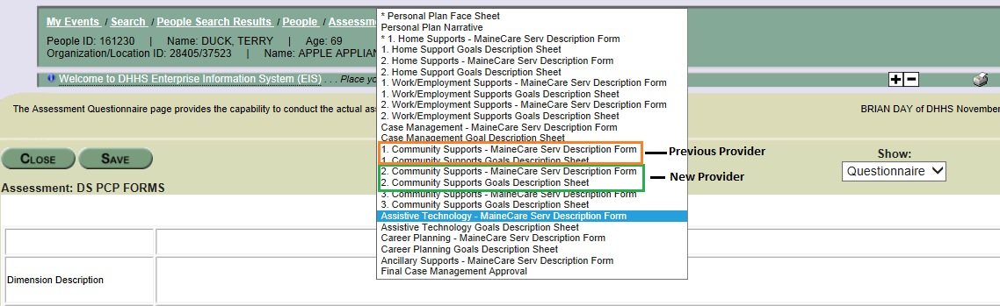 My Events / Search / People Search Results / People / Assessm
People ID: 161230 | Name: DUCK, TERRY | Age: 69
Organization/Location ID: 28405/37523 | Name: APPLE APPLIAN
Welcome to DHHS Enterprise Information System (EIS) . . . Place yo
The Assessment Questionnaire page provides the capability to conduct the actual ass
BRIAN DAY of DHHS November
CLOSE
SAVE
Assessment: DS PCP FORMS
Dimension Description
* Personal Plan Face Sheet
Personal Plan Narrative
* 1. Home Supports - MaineCare Serv Description Form
1. Home Support Goals Description Sheet
2. Home Supports - MaineCare Serv Description Form
2. Home Support Goals Description Sheet
1. Work/Employment Supports - MaineCare Serv Description Form
1. Work/Employment Supports Goals Description Sheet
2. Work/Employment Supports - MaineCare Serv Description Form
2. Work/Employment Supports Goals Description Sheet
Case Management - MaineCare Serv Description Form
Case Management Goal Description Sheet
1. Community Supports - MaineCare Serv Description Form
1. Community Supports Goals Description Sheet
2. Community Supports - MaineCare Serv Description Form
2. Community Supports Goals Description Sheet
3. Community Supports - MaineCare Serv Description Form
3. Community Supports Goals Description Sheet
Assistive Technology - MaineCare Serv Description Form
Assistive Technology Goals Description Sheet
Career Planning - MaineCare Serv Description Form
Career Planning Goals Description Sheet
Ancillary Supports - MaineCare Serv Description Form
Final Case Management Approval
Previous Provider
New Provider
Show:
Questionnaire